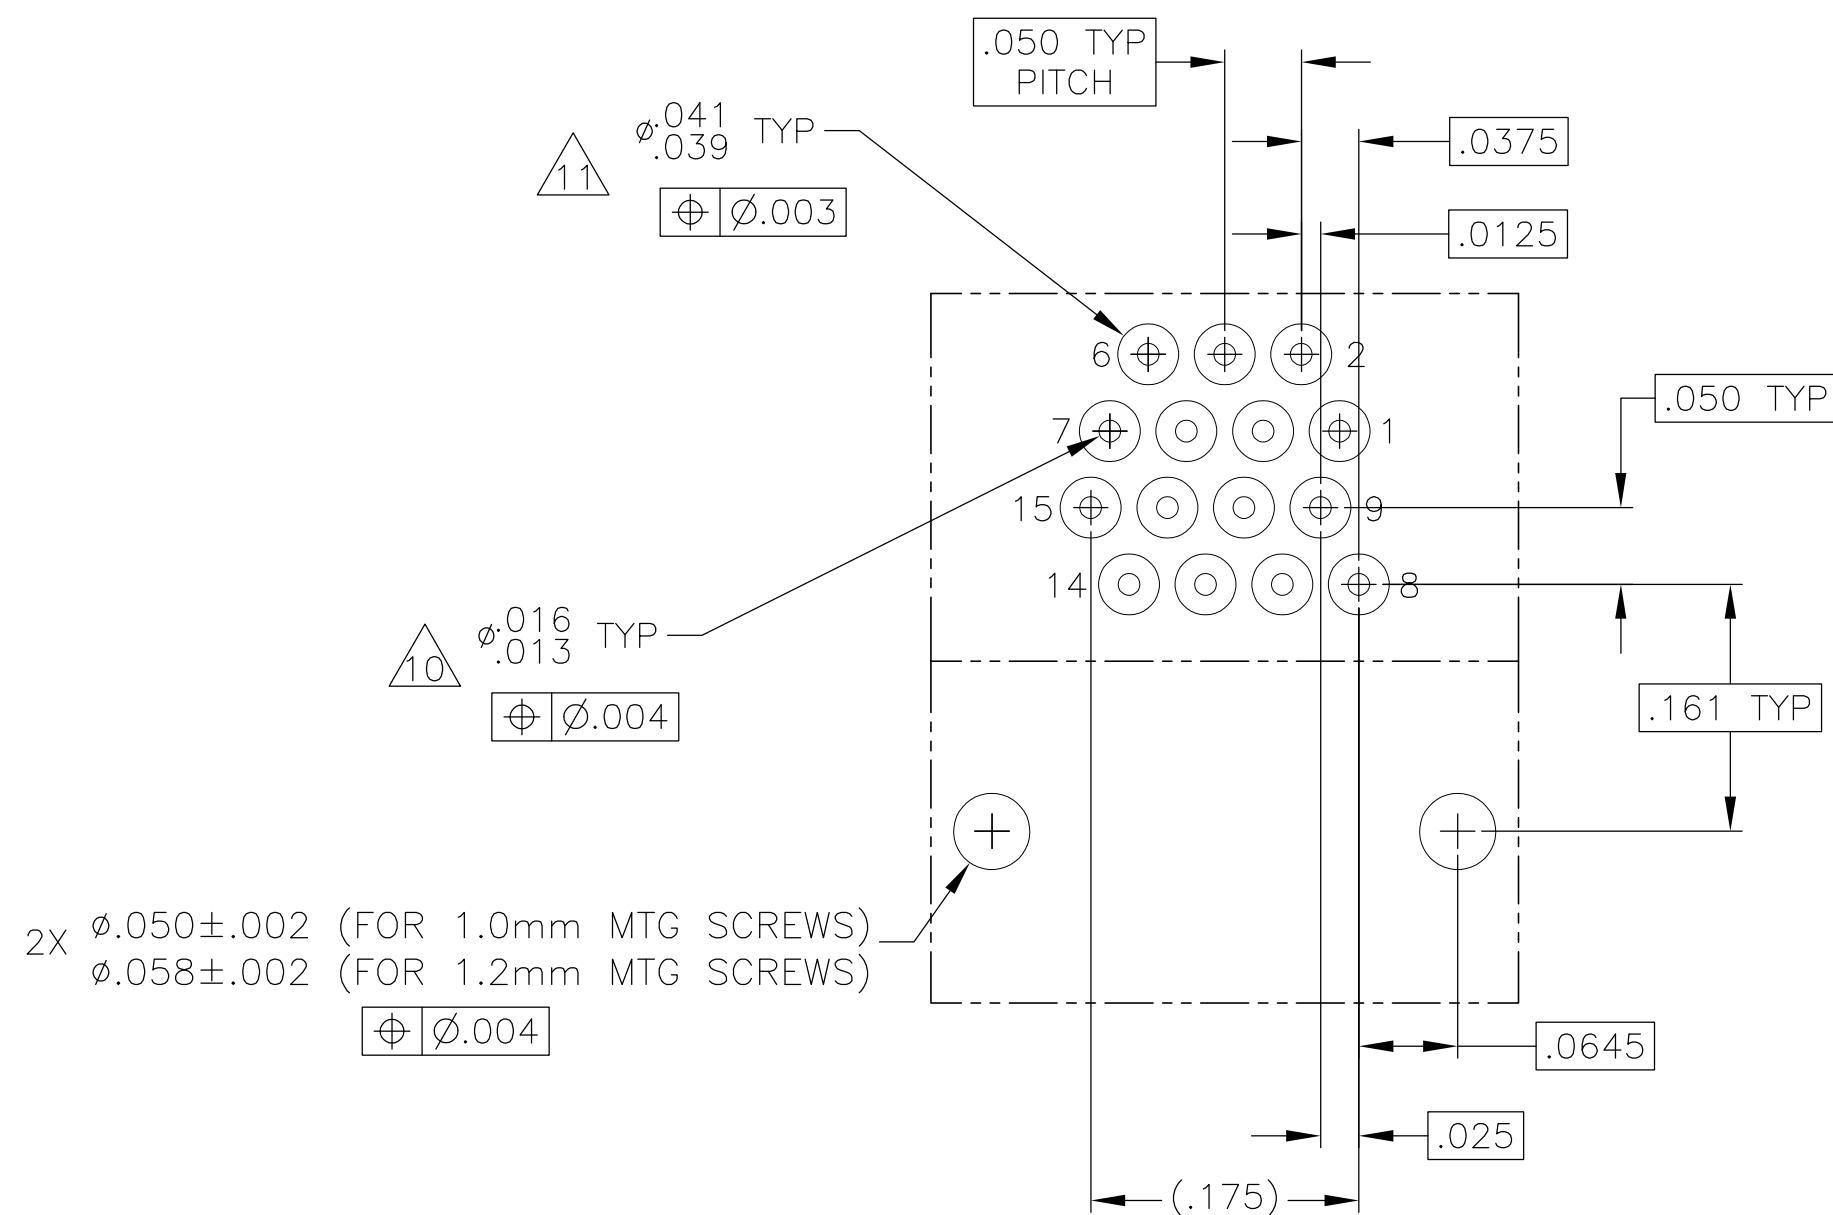 .050 TYP
PITCH
.0375
.0125
⌀.041
.039 TYP
11
⌖ ⌀.003
6
2
7
1
15
9
14
8
.050 TYP
.161 TYP
⌀.016
.013 TYP
10
⌖ ⌀.004
2X ⌀.050±.002 (FOR 1.0mm MTG SCREWS)
⌀.058±.002 (FOR 1.2mm MTG SCREWS)
⌖ ⌀.004
.0645
.025
(.175)